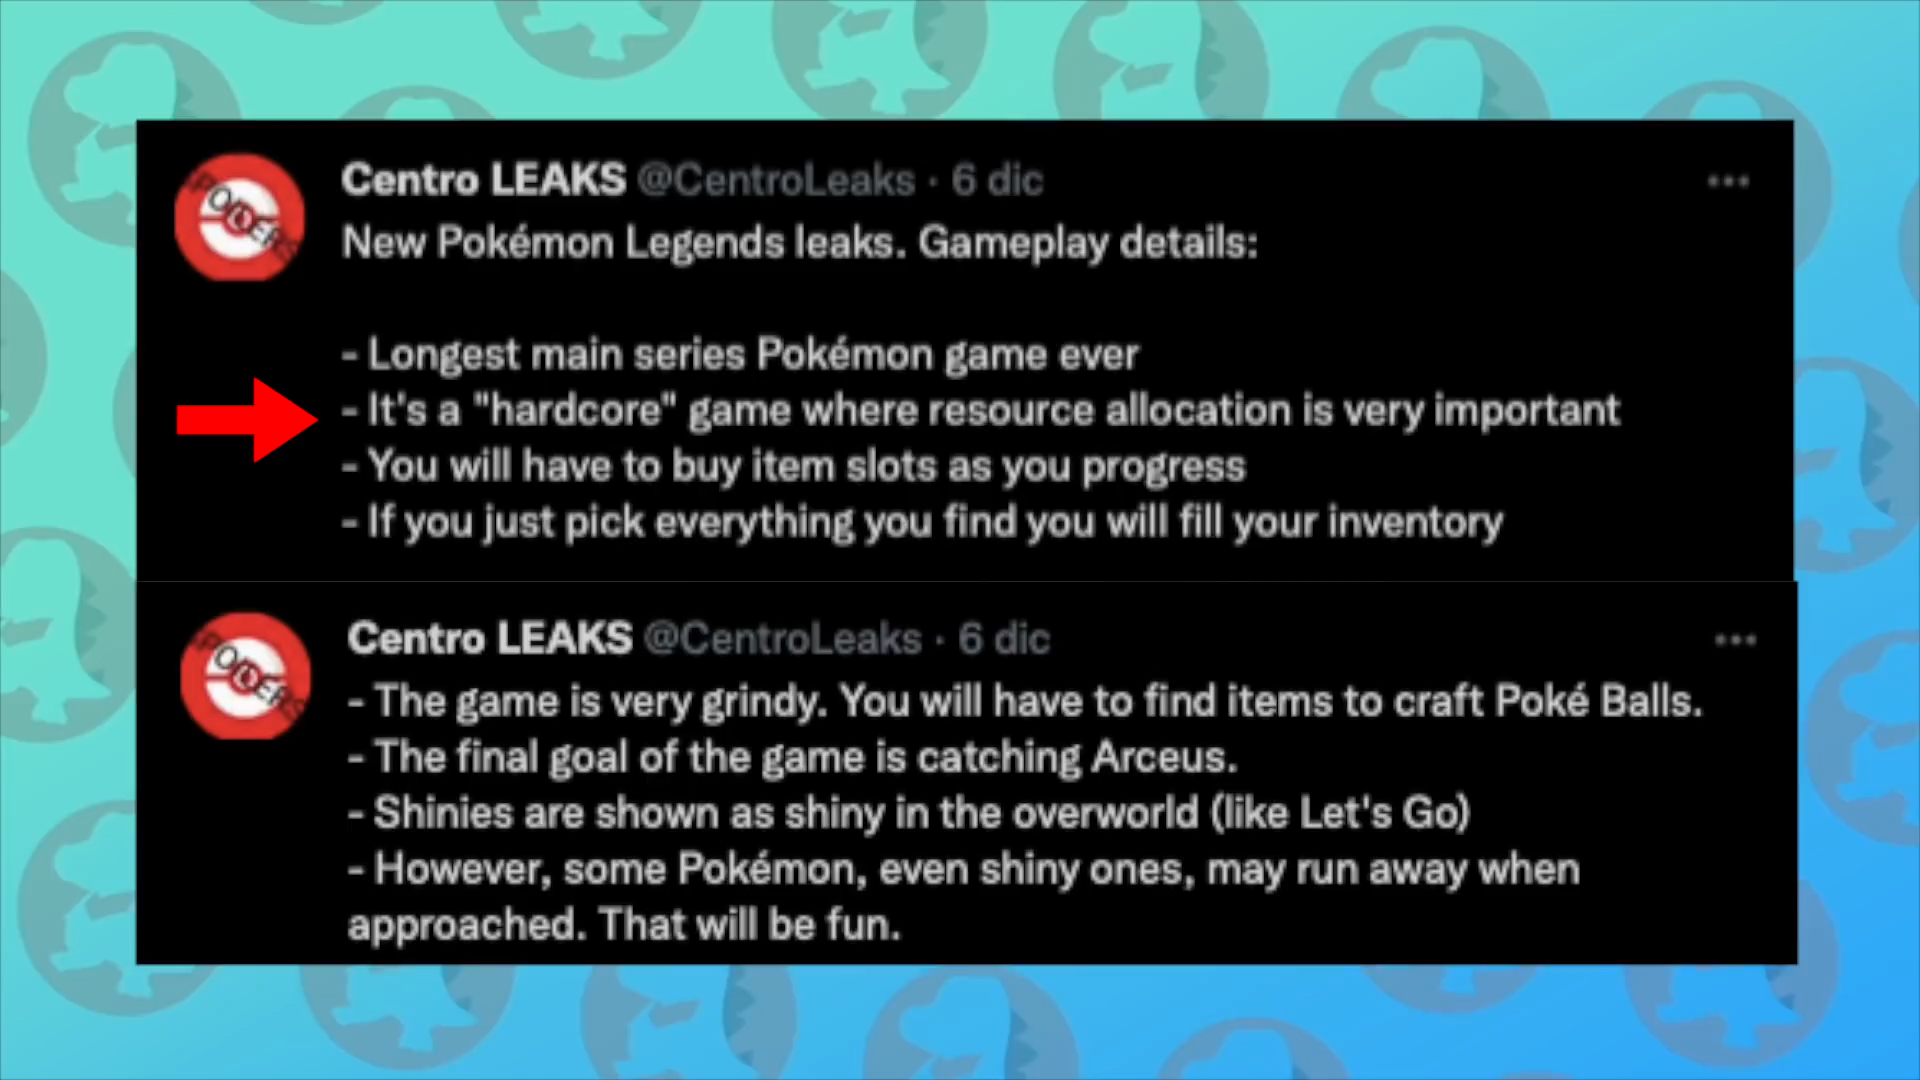 Centro LEAKS @CentroLeaks · 6 dic
New Pokémon Legends leaks. Gameplay details:
- Longest main series Pokémon game ever
- It's a "hardcore" game where resource allocation is very important
- You will have to buy item slots as you progress
- If you just pick everything you find you will fill your inventory
Centro LEAKS @CentroLeaks · 6 dic
- The game is very grindy. You will have to find items to craft Poké Balls.
- The final goal of the game is catching Arceus.
- Shinies are shown as shiny in the overworld (like Let's Go)
- However, some Pokémon, even shiny ones, may run away when
approached. That will be fun.